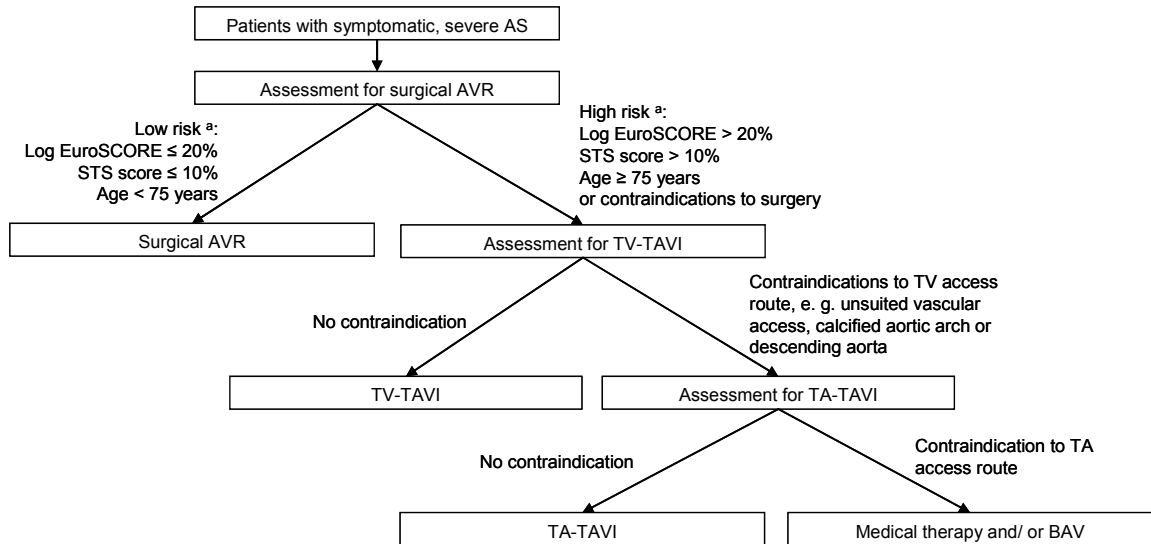 Patients with symptomatic, severe AS
Assessment for surgical AVR
Low risk ᵃ:
Log EuroSCORE ≤ 20%
STS score ≤ 10%
Age < 75 years
High risk ᵃ:
Log EuroSCORE > 20%
STS score > 10%
Age ≥ 75 years
or contraindications to surgery
Surgical AVR
Assessment for TV-TAVI
No contraindication
Contraindications to TV access
route, e. g. unsuited vascular
access, calcified aortic arch or
descending aorta
TV-TAVI
Assessment for TA-TAVI
No contraindication
Contraindication to TA
access route
TA-TAVI
Medical therapy and/ or BAV